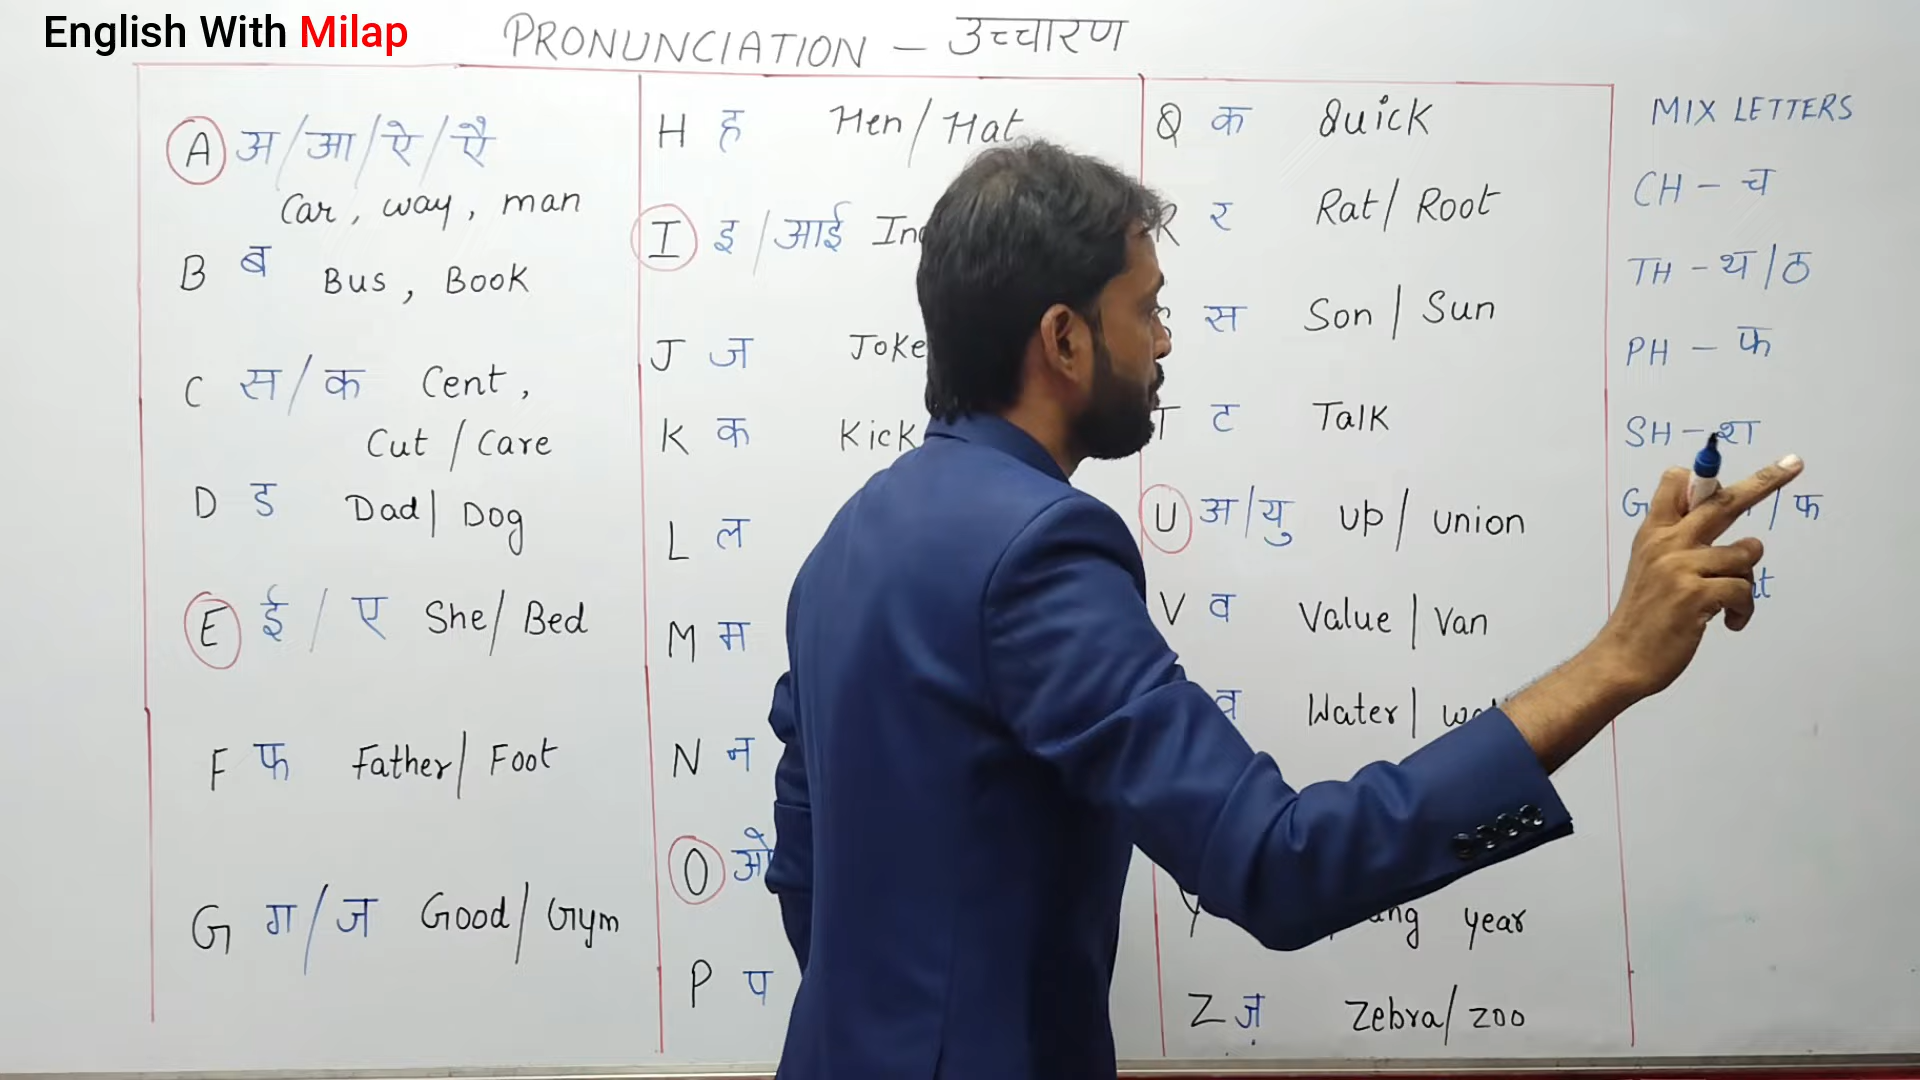 English With Milap
PRONUNCIATION – उच्चारण
A अ/आ/ऐ/ऐ
Car, way, man
B ब Bus, Book
C स/क Cent,
Cut / Care
D ड Dad| Dog
E ई / ए She/ Bed
F फ Father/ Foot
G ग/ज Good/ Gym
H ह Hen/ Hat
I इ/आई
J ज Joke
K क Kick
L ल
M म
N न
O ओ
P प
Q क Quick
R र Rat/ Root
स Son | Sun
T ट Talk
U अ/यु Up/ Union
V व Value | Van
व Water|
Y year
Z ज़ Zebra/ zoo
MIX LETTERS
CH – च
TH – थ/ठ
PH – फ
SH – श
G / फ